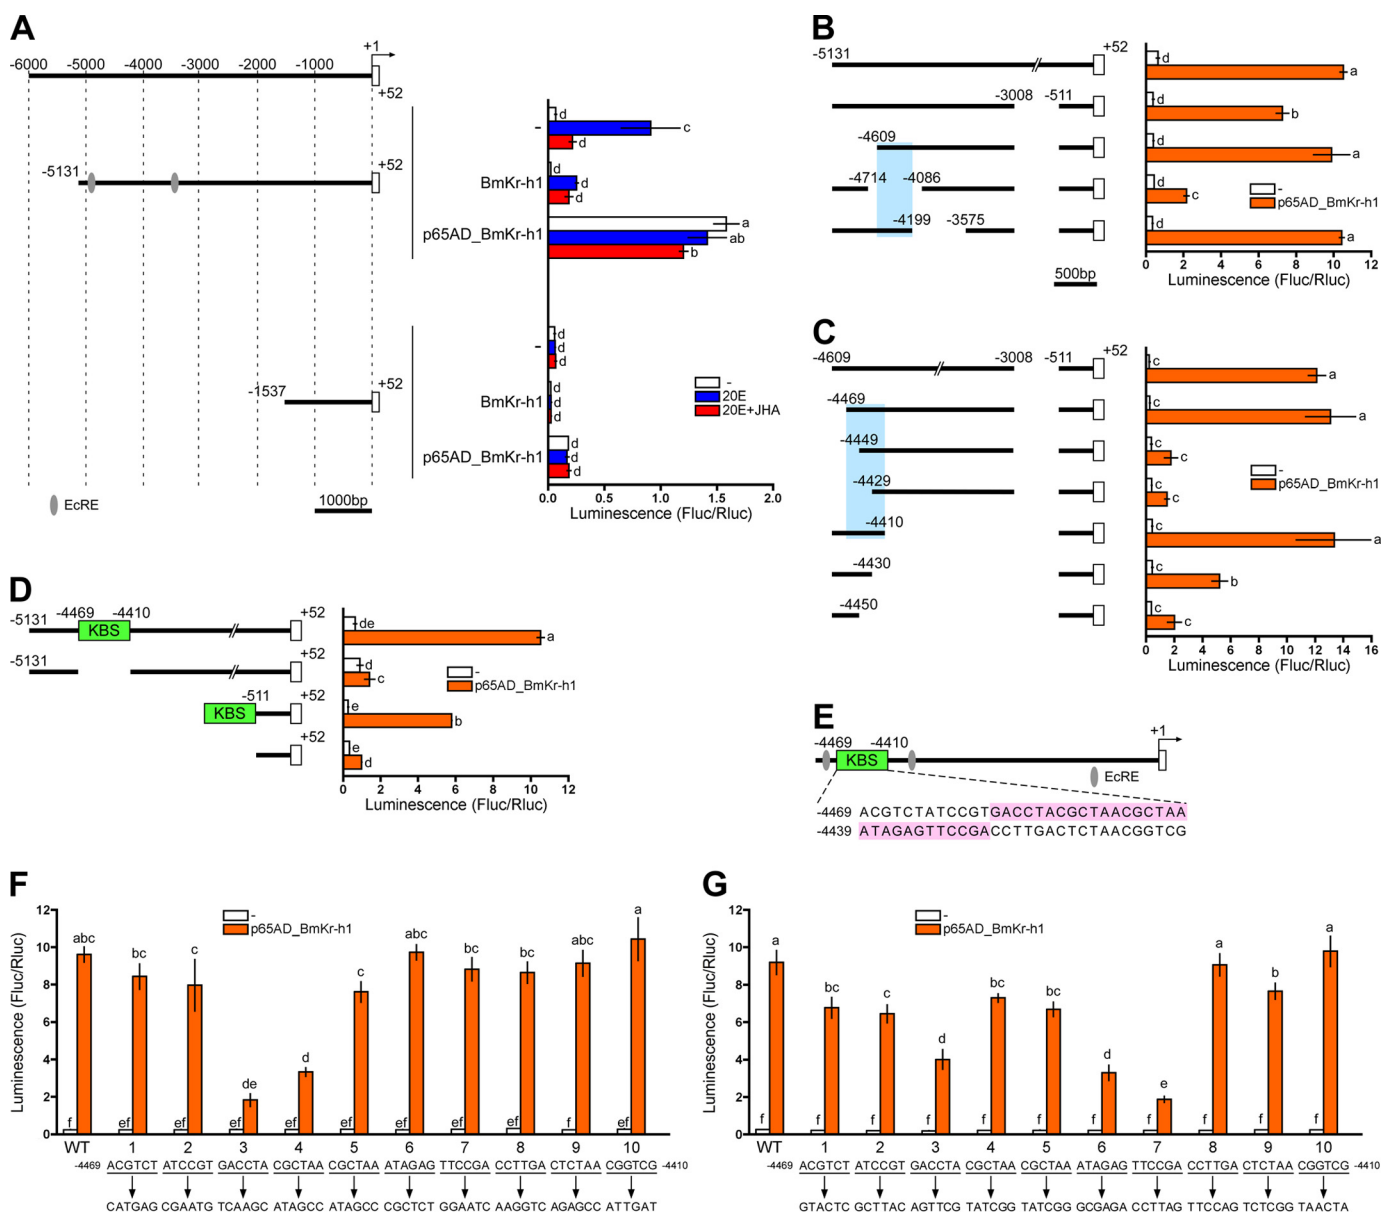 A
+1
-6000 -5000 -4000 -3000 -2000 -1000
+52
-5131
+52
-1537
+52
EcRE
1000bp
- d c d
BmKr-h1 d d d
p65AD_BmKr-h1 a ab b
- d d d
BmKr-h1 d d d
p65AD_BmKr-h1 d d d
-
20E
20E+JHA
0.0 0.5 1.0 1.5 2.0
Luminescence (Fluc/Rluc)
B
-5131 +52 d a
-3008 -511 d b
-4609 d a
-4714 -4086 d c
-4199 -3575 d a
-
p65AD_BmKr-h1
500bp
0 2 4 6 8 10 12
Luminescence (Fluc/Rluc)
C
-4609 -3008 -511 +52 c a
-4469 c a
-4449 c c
-4429 c c
-4410 c a
-4430 c b
-4450 c c
-
p65AD_BmKr-h1
0 2 4 6 8 10 12 14 16
Luminescence (Fluc/Rluc)
D
-5131 -4469 -4410 KBS +52 de a
-5131 +52 d c
KBS -511 +52 e b
+52 e d
-
p65AD_BmKr-h1
0 2 4 6 8 10 12
Luminescence (Fluc/Rluc)
E
-4469 -4410 +1
KBS
EcRE
-4469 ACGTCTATCCGTGACCTACGCTAACGCTAA
-4439 ATAGAGTTCCGACCTTGACTCTAACGGTCG
F
-
p65AD_BmKr-h1
Luminescence (Fluc/Rluc)
12
10
8
6
4
2
0
abc bc c de d c abc bc bc abc a
f ef ef ef ef ef ef ef ef f ef
WT 1 2 3 4 5 6 7 8 9 10
-4469 ACGTCT ATCCGT GACCTA CGCTAA CGCTAA ATAGAG TTCCGA CCTTGA CTCTAA CGGTCG -4410
CATGAG CGAATG TCAAGC ATAGCC ATAGCC CGCTCT GGAATC AAGGTC AGAGCC ATTGAT
G
-
p65AD_BmKr-h1
Luminescence (Fluc/Rluc)
12
10
8
6
4
2
0
a bc c d bc bc d e a b a
f f f f f f f f f f f
WT 1 2 3 4 5 6 7 8 9 10
-4469 ACGTCT ATCCGT GACCTA CGCTAA CGCTAA ATAGAG TTCCGA CCTTGA CTCTAA CGGTCG -4410
GTACTC GCTTAC AGTTCG TATCGG TATCGG GCGAGA CCTTAG TTCCAG TCTCGG TAACTA